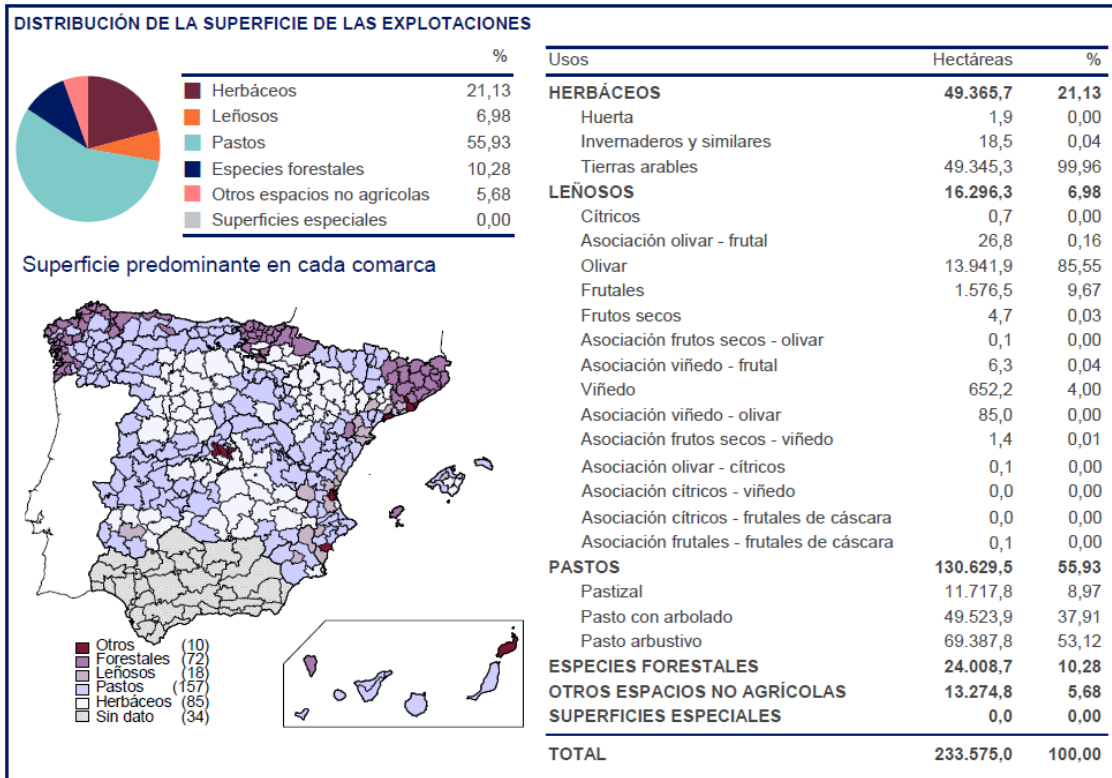 DISTRIBUCIÓN DE LA SUPERFICIE DE LAS EXPLOTACIONES
%
Herbáceos 21,13
Leñosos 6,98
Pastos 55,93
Especies forestales 10,28
Otros espacios no agrícolas 5,68
Superficies especiales 0,00
Superficie predominante en cada comarca
Otros (10)
Forestales (72)
Leñosos (18)
Pastos (157)
Herbáceos (85)
Sin dato (34)
Usos Hectáreas %
HERBÁCEOS 49.365,7 21,13
Huerta 1,9 0,00
Invernaderos y similares 18,5 0,04
Tierras arables 49.345,3 99,96
LEÑOSOS 16.296,3 6,98
Cítricos 0,7 0,00
Asociación olivar - frutal 26,8 0,16
Olivar 13.941,9 85,55
Frutales 1.576,5 9,67
Frutos secos 4,7 0,03
Asociación frutos secos - olivar 0,1 0,00
Asociación viñedo - frutal 6,3 0,04
Viñedo 652,2 4,00
Asociación viñedo - olivar 85,0 0,00
Asociación frutos secos - viñedo 1,4 0,01
Asociación olivar - cítricos 0,1 0,00
Asociación cítricos - viñedo 0,0 0,00
Asociación cítricos - frutales de cáscara 0,0 0,00
Asociación frutales - frutales de cáscara 0,1 0,00
PASTOS 130.629,5 55,93
Pastizal 11.717,8 8,97
Pasto con arbolado 49.523,9 37,91
Pasto arbustivo 69.387,8 53,12
ESPECIES FORESTALES 24.008,7 10,28
OTROS ESPACIOS NO AGRÍCOLAS 13.274,8 5,68
SUPERFICIES ESPECIALES 0,0 0,00
TOTAL 233.575,0 100,00